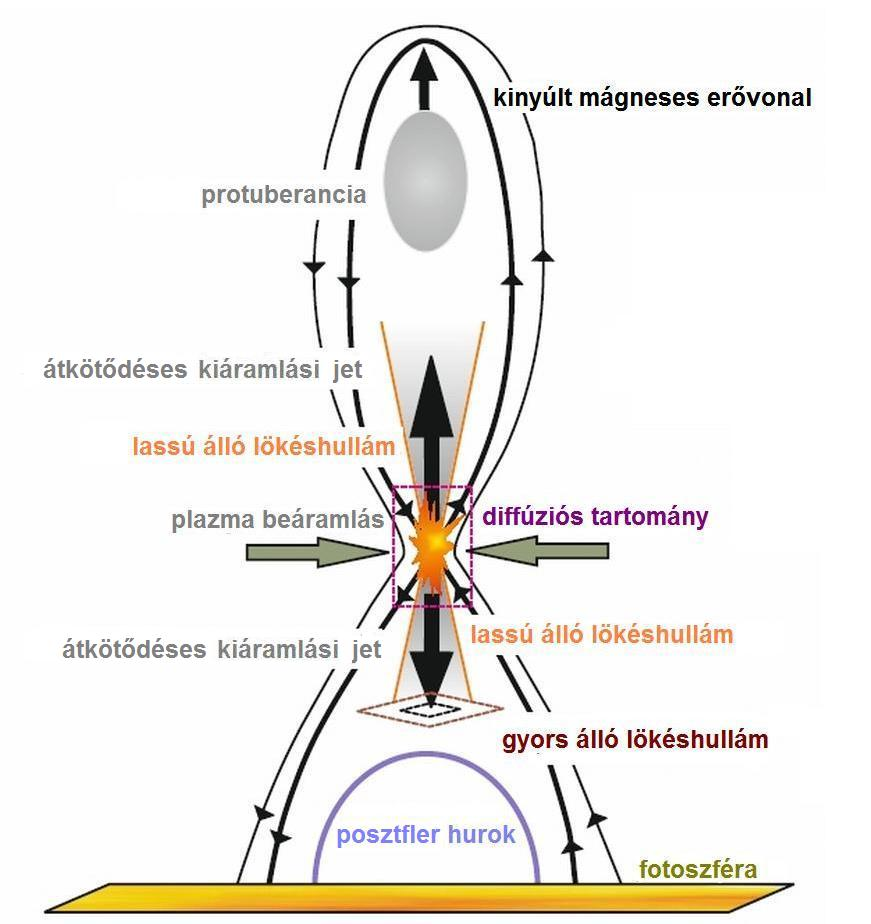 kinyúlt mágneses erővonal
protuberancia
átkötődéses kiáramlási jet
lassú álló lökéshullám
plazma beáramlás
diffúziós tartomány
lassú álló lökéshullám
átkötődéses kiáramlási jet
gyors álló lökéshullám
posztfler hurok
fotoszféra